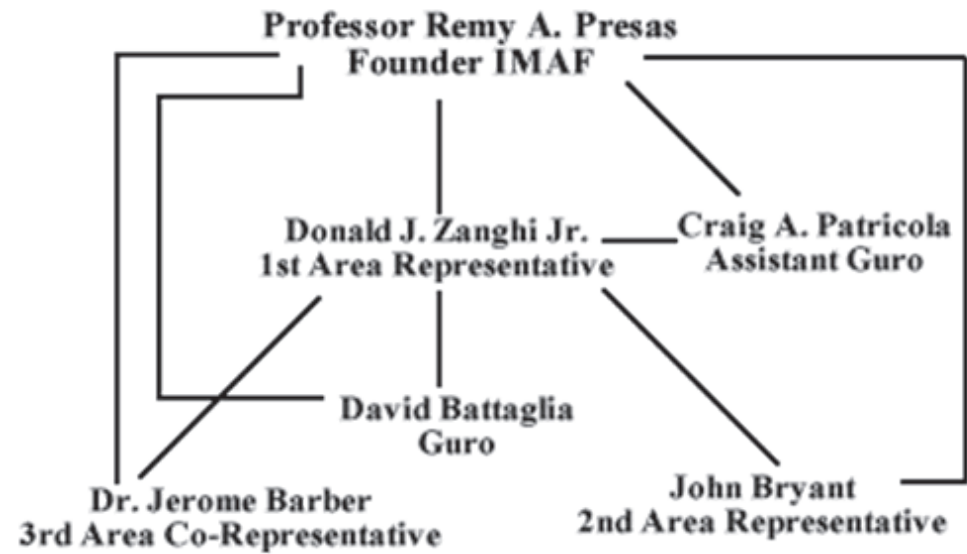 Professor Remy A. Presas
Founder IMAF
Donald J. Zanghi Jr.
1st Area Representative
Craig A. Patricola
Assistant Guro
David Battaglia
Guro
Dr. Jerome Barber
3rd Area Co-Representative
John Bryant
2nd Area Representative